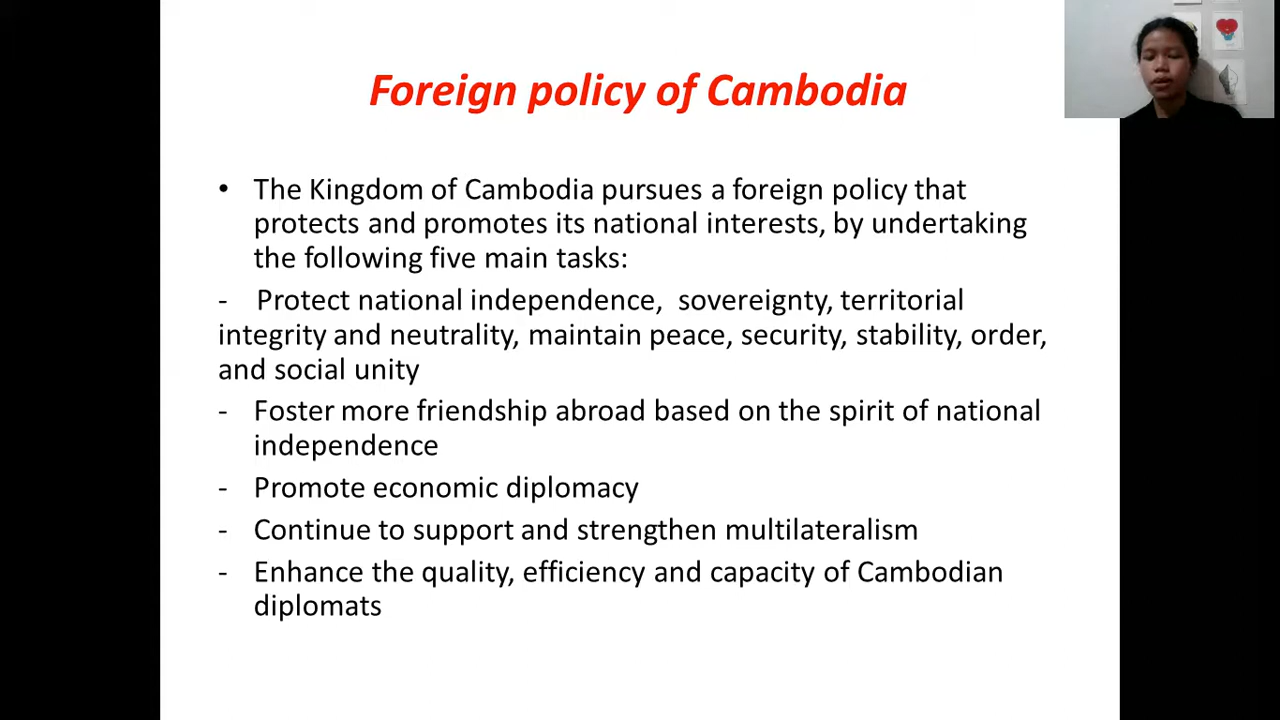 Foreign policy of Cambodia
• The Kingdom of Cambodia pursues a foreign policy that
protects and promotes its national interests, by undertaking
the following five main tasks:
- Protect national independence, sovereignty, territorial
integrity and neutrality, maintain peace, security, stability, order,
and social unity
- Foster more friendship abroad based on the spirit of national
independence
- Promote economic diplomacy
- Continue to support and strengthen multilateralism
- Enhance the quality, efficiency and capacity of Cambodian
diplomats